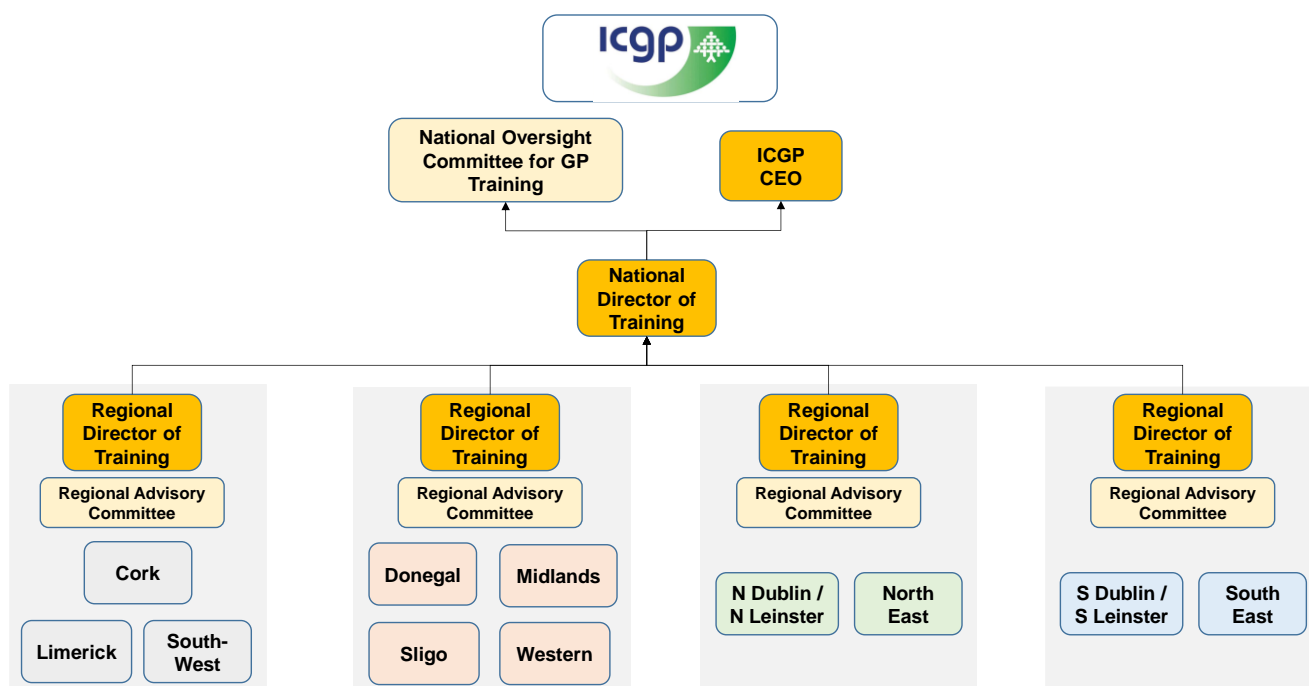 icgp
National Oversight
Committee for GP
Training
ICGP
CEO
National
Director of
Training
Regional
Director of
Training
Regional Advisory
Committee
Cork
Limerick
South-
West
Regional
Director of
Training
Regional Advisory
Committee
Donegal
Midlands
Sligo
Western
Regional
Director of
Training
Regional Advisory
Committee
N Dublin /
N Leinster
North
East
Regional
Director of
Training
Regional Advisory
Committee
S Dublin /
S Leinster
South
East